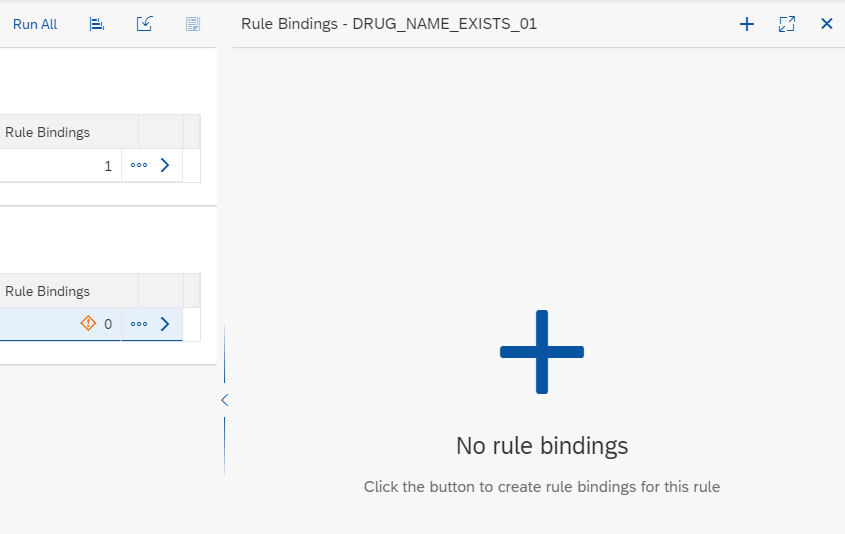 Run All
Rule Bindings - DRUG_NAME_EXISTS_01
Rule Bindings
1
Rule Bindings
0
No rule bindings
Click the button to create rule bindings for this rule